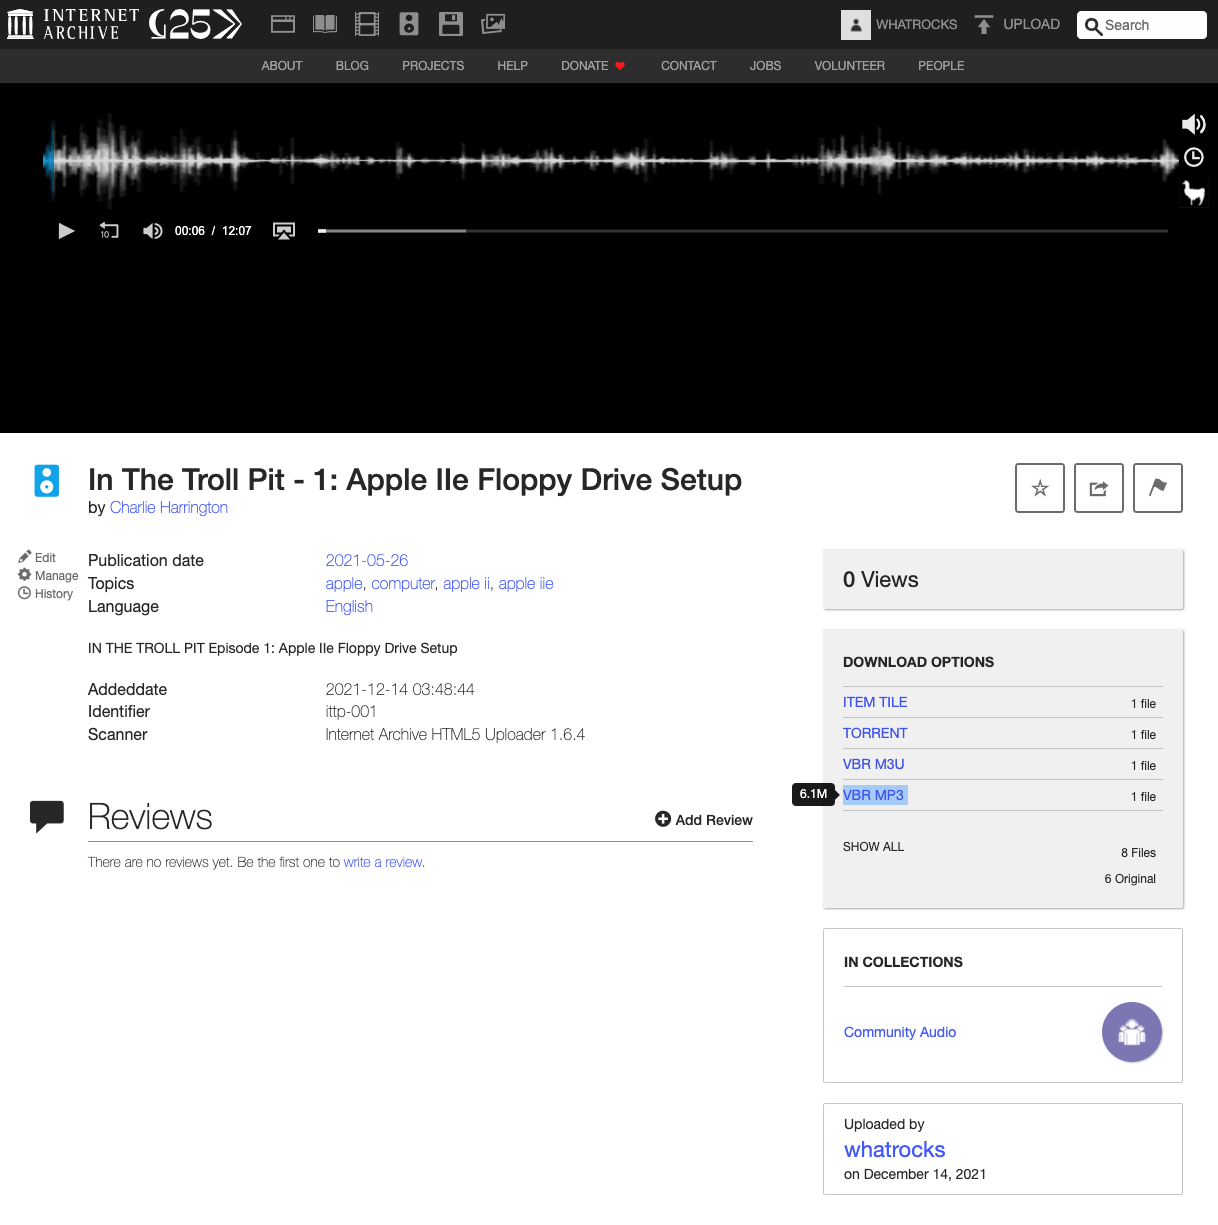 INTERNET ARCHIVE 25 WHATROCKS UPLOAD Search
ABOUT BLOG PROJECTS HELP DONATE CONTACT JOBS VOLUNTEER PEOPLE
10 00:06 / 12:07
In The Troll Pit - 1: Apple IIe Floppy Drive Setup
by Charlie Harrington
Edit
Manage
History
Publication date 2021-05-26
Topics apple, computer, apple ii, apple iie
Language English
IN THE TROLL PIT Episode 1: Apple IIe Floppy Drive Setup
Addeddate 2021-12-14 03:48:44
Identifier ittp-001
Scanner Internet Archive HTML5 Uploader 1.6.4
Reviews Add Review
There are no reviews yet. Be the first one to write a review.
0 Views
DOWNLOAD OPTIONS
ITEM TILE 1 file
TORRENT 1 file
VBR M3U 1 file
6.1M VBR MP3 1 file
SHOW ALL 8 Files
6 Original
IN COLLECTIONS
Community Audio
Uploaded by
whatrocks
on December 14, 2021